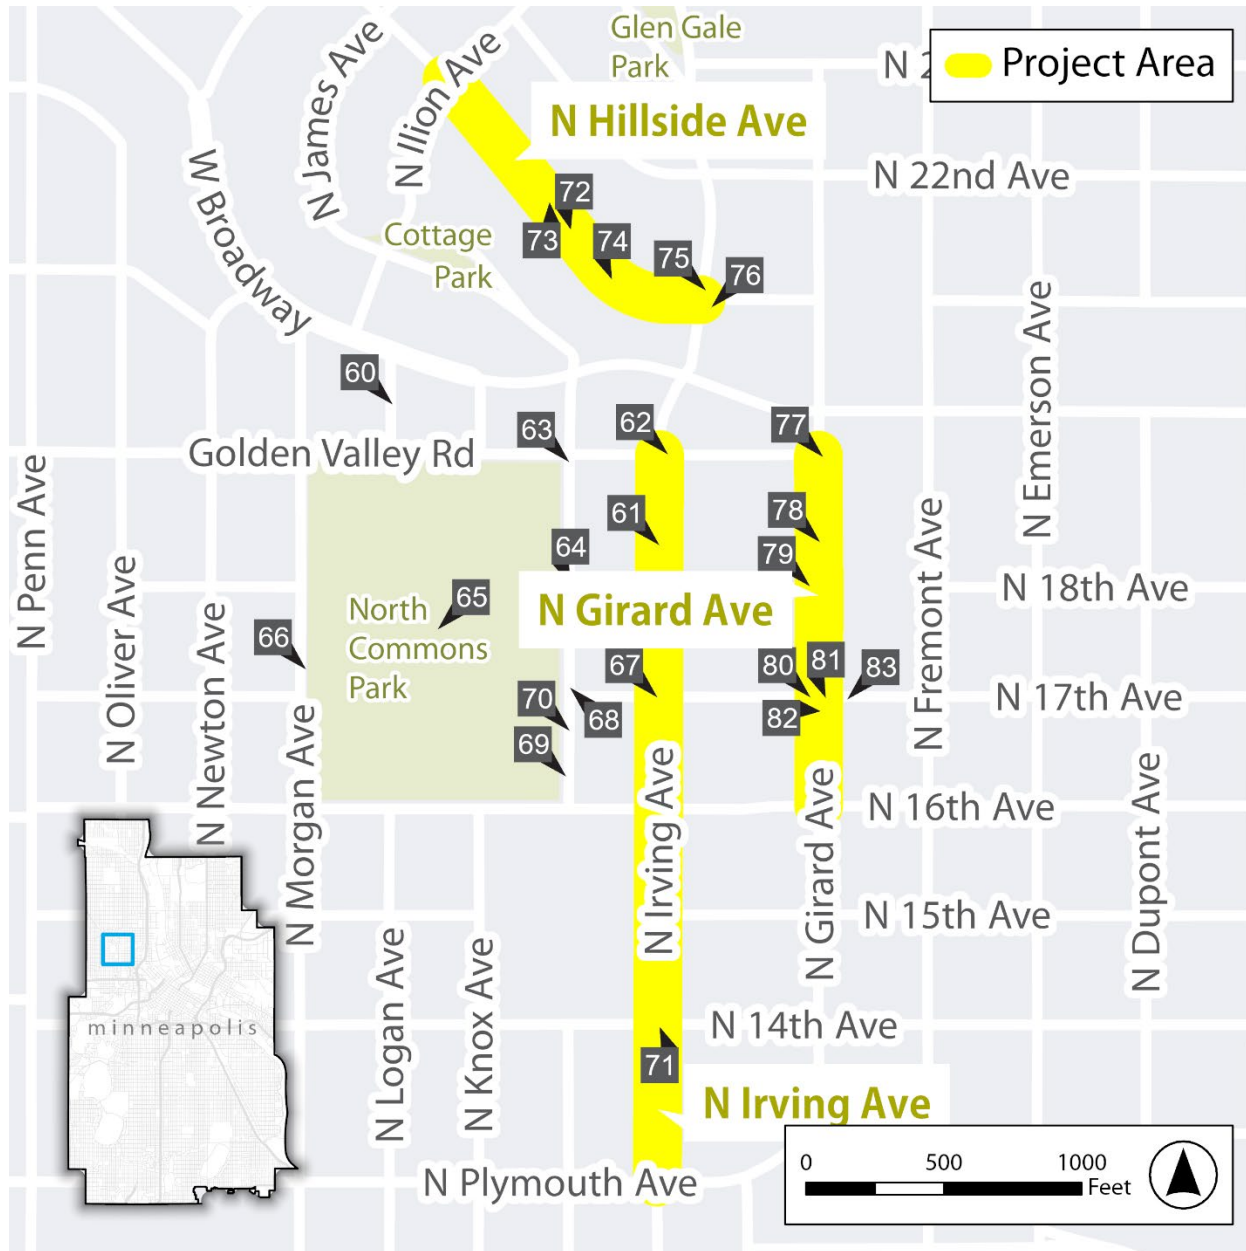 Glen Gale
Park
N 2
Project Area
N James Ave
N Ilion Ave
N Hillside Ave
N 22nd Ave
W Broadway
72
73
74
75
76
Cottage
Park
N Emerson Ave
60
63
62
77
Golden Valley Rd
N Penn Ave
61
78
N Fremont Ave
64
79
N Oliver Ave
N 18th Ave
65
North
Commons
Park
N Girard Ave
N Newton Ave
66
67
80
81
83
N 17th Ave
70
68
82
69
N Morgan Ave
N Irving Ave
N Girard Ave
N 16th Ave
N Dupont Ave
N 15th Ave
N Logan Ave
N Knox Ave
minneapolis
N 14th Ave
71
N Irving Ave
N Plymouth Ave
0 500 1000
Feet